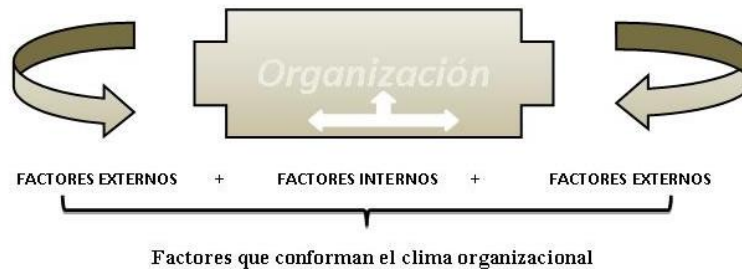 Organización
FACTORES EXTERNOS + FACTORES INTERNOS + FACTORES EXTERNOS
Factores que conforman el clima organizacional